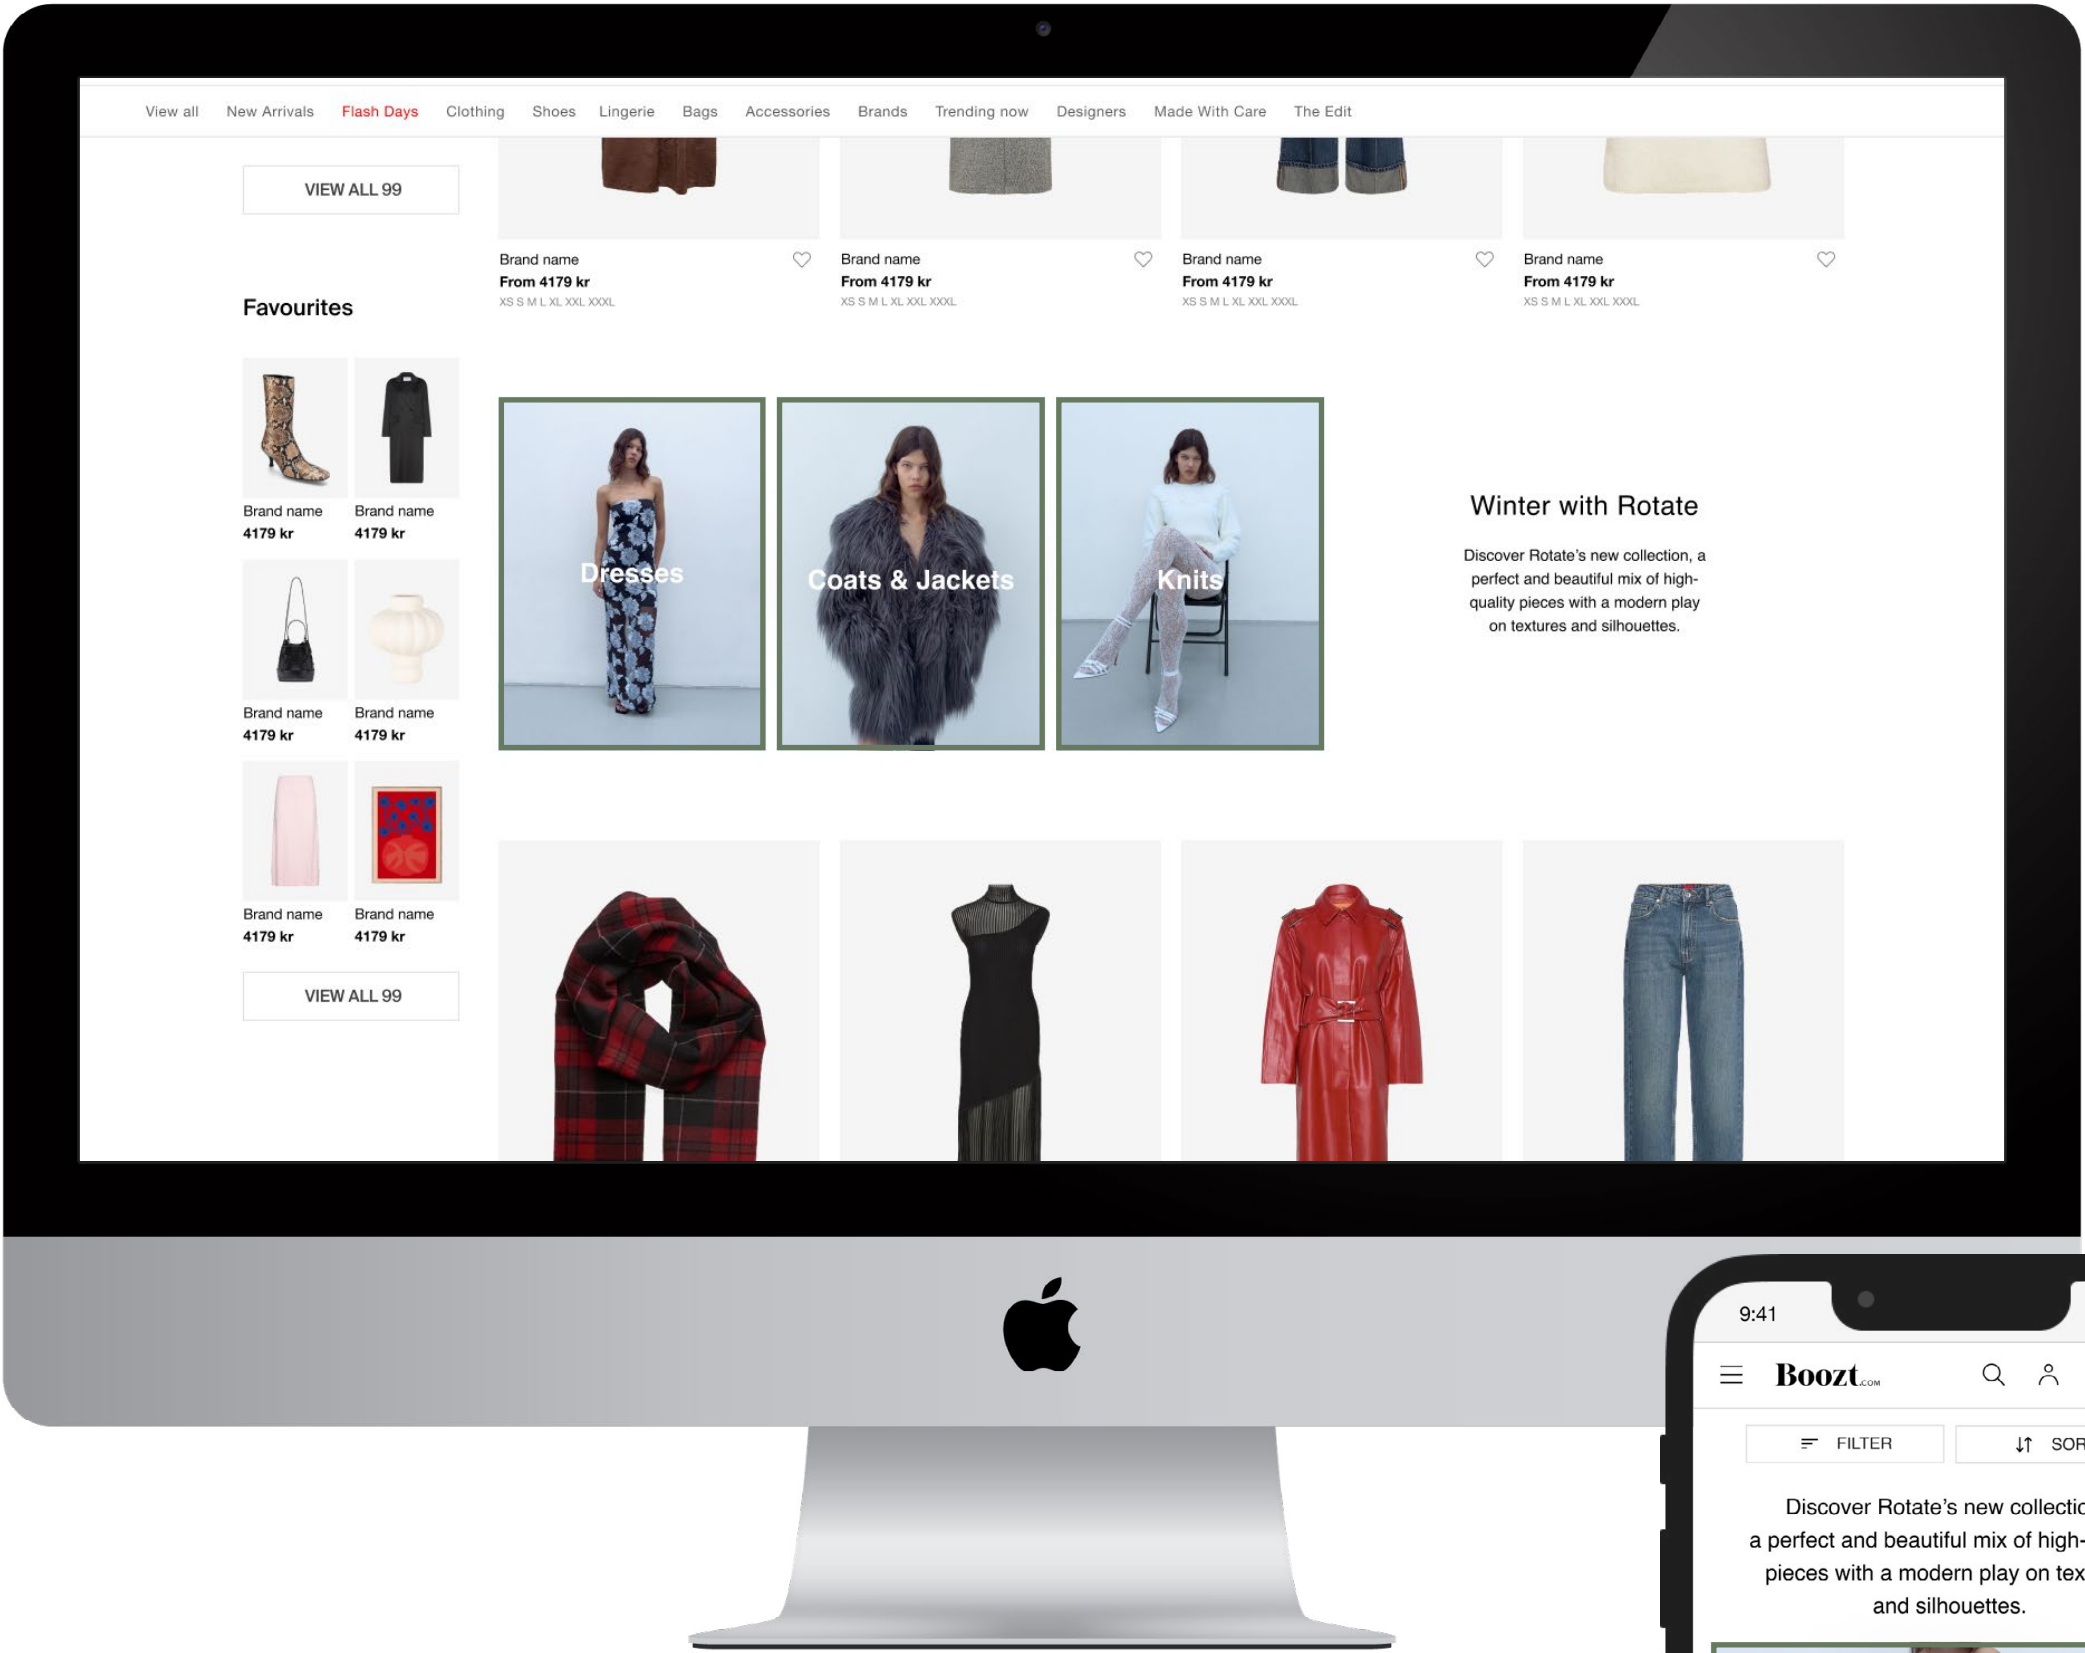 View all New Arrivals Flash Days Clothing Shoes Lingerie Bags Accessories Brands Trending now Designers Made With Care The Edit
VIEW ALL 99
Brand name
From 4179 kr
XS S M L XL XXL XXXL
Brand name
From 4179 kr
XS S M L XL XXL XXXL
Brand name
From 4179 kr
XS S M L XL XXL XXXL
Brand name
From 4179 kr
XS S M L XL XXL XXXL
Favourites
Brand name
4179 kr
Brand name
4179 kr
Brand name
4179 kr
Brand name
4179 kr
Brand name
4179 kr
Brand name
4179 kr
VIEW ALL 99
Dresses
Coats & Jackets
Knits
Winter with Rotate
Discover Rotate’s new collection, a
perfect and beautiful mix of high-
quality pieces with a modern play
on textures and silhouettes.
9:41
Boozt.COM
FILTER
SOR
Discover Rotate’s new collectio
a perfect and beautiful mix of high-
pieces with a modern play on tex
and silhouettes.